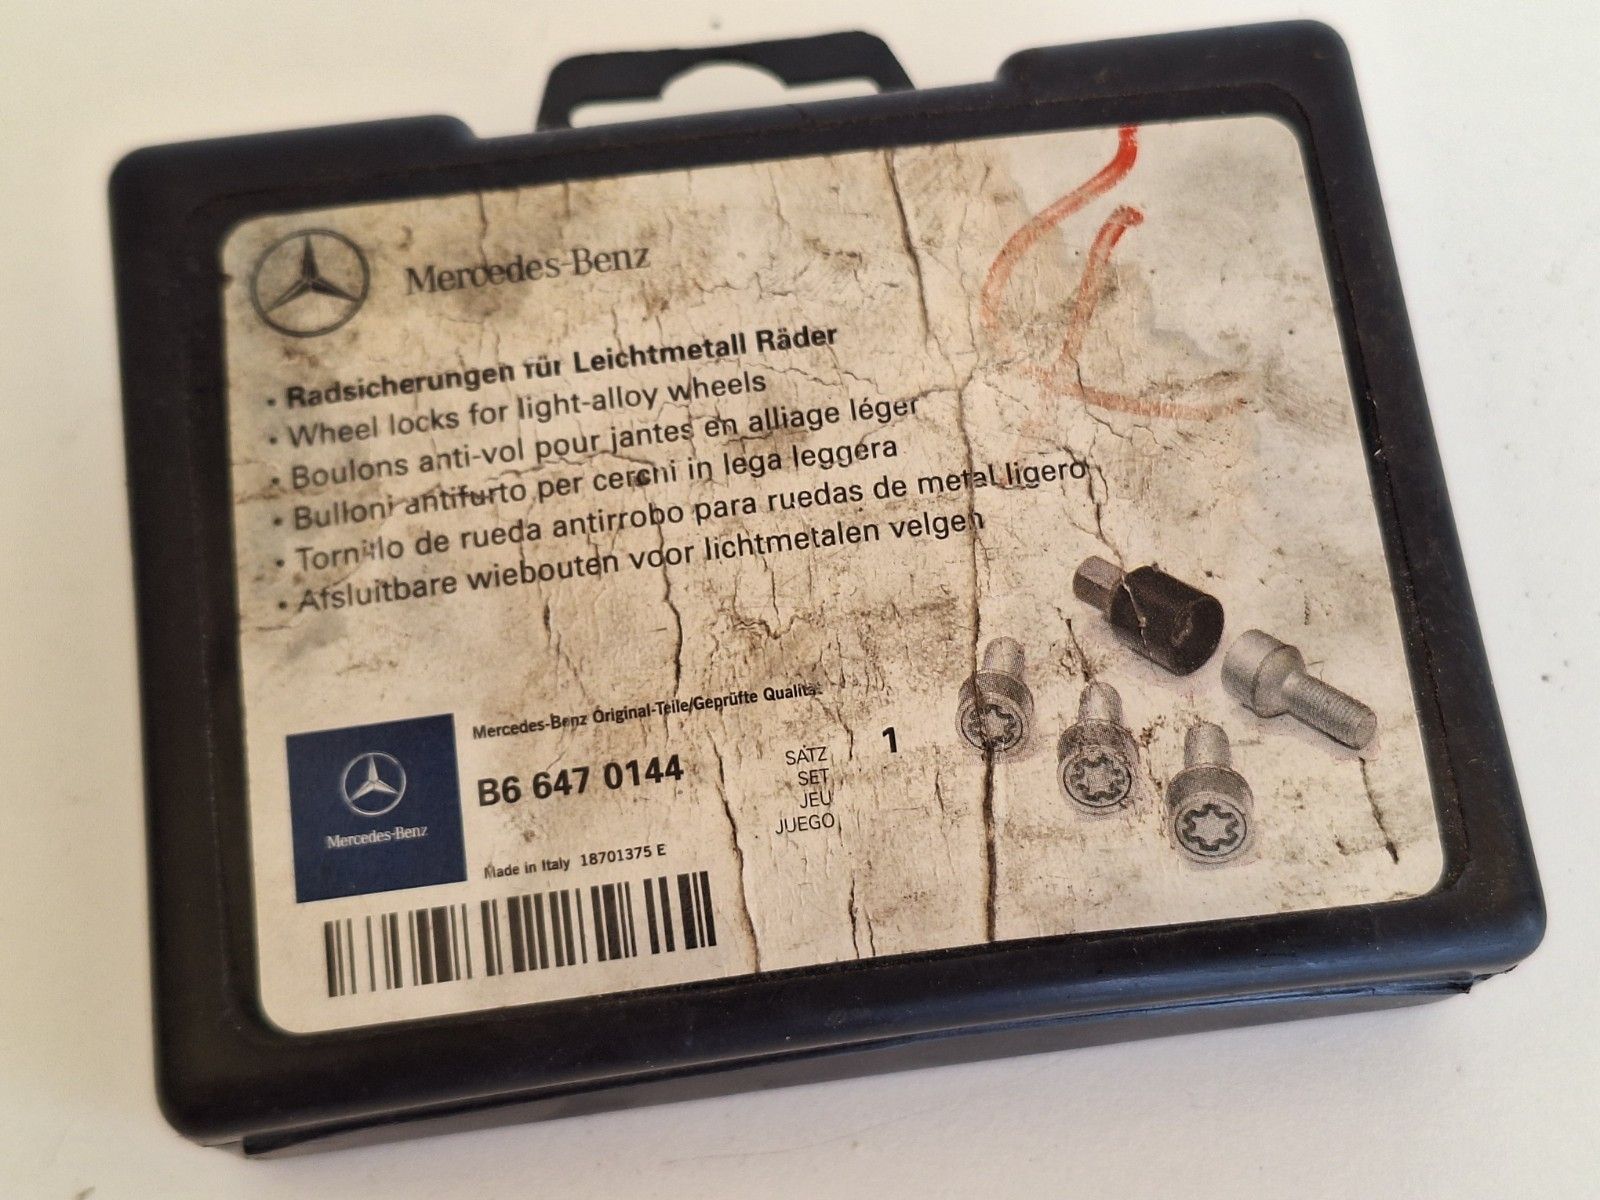 Mercedes-Benz
• Radsicherungen für Leichtmetall Räder
• Wheel locks for light-alloy wheels
• Boulons anti-vol pour jantes en alliage léger
• Bulloni antifurto per cerchi in lega leggera
• Tornillo de rueda antirrobo para ruedas de metal ligero
• Afsluitbare wiebouten voor lichtmetalen velgen
Mercedes-Benz Original-Teile/Geprüfte Qualität
B6 647 0144
SATZ
SET
JEU
JUEGO
1
Mercedes-Benz
Made in Italy 18701375 E